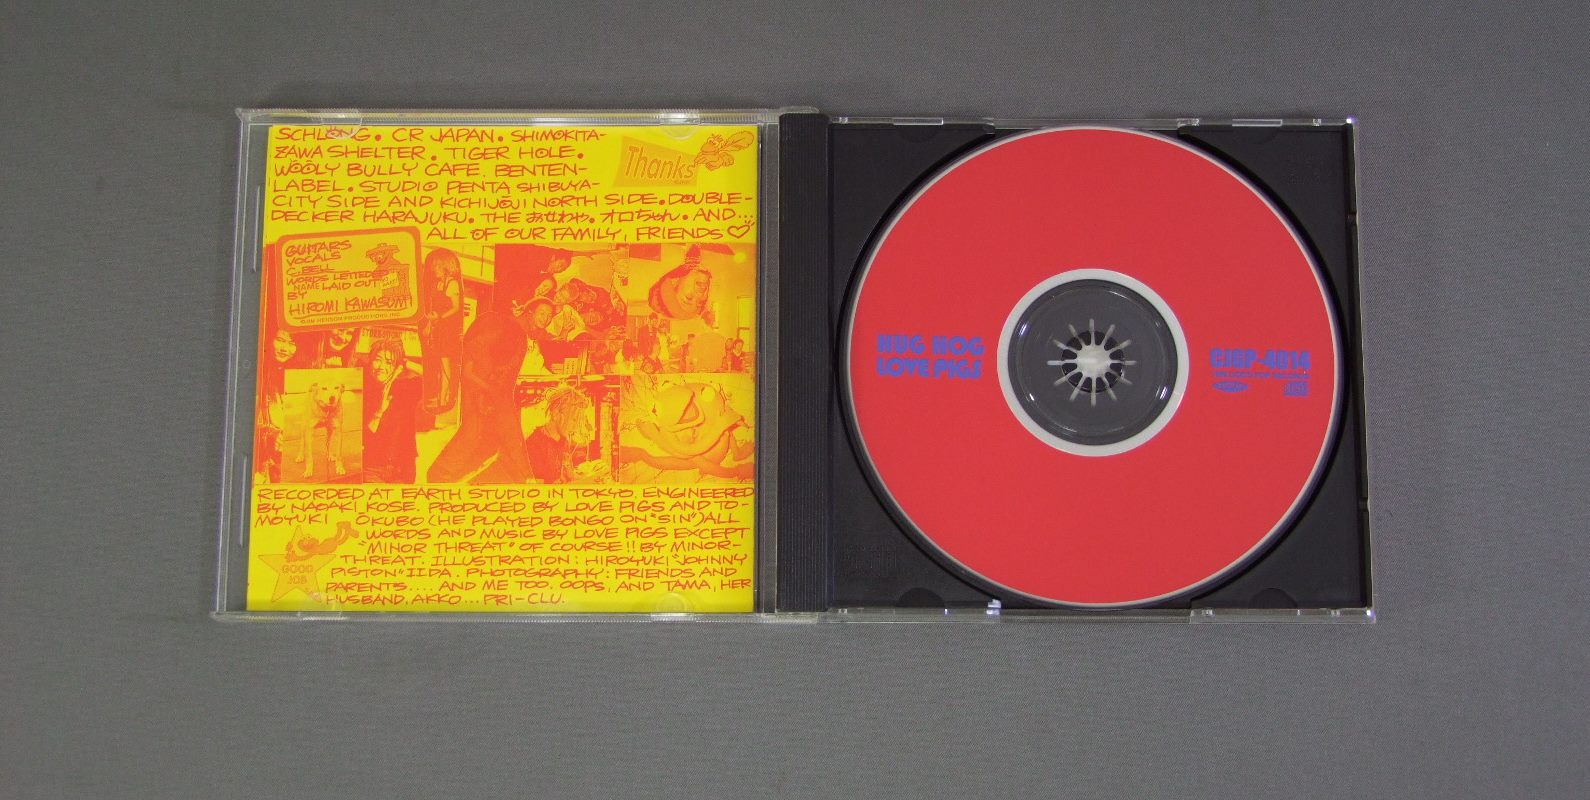 SCHLONG. CR JAPAN. SHIMOKITA-
ZAWA SHELTER. TIGER HOLE.
WOOLY BULLY CAFE. BENTEN-
LABEL. STUDIO PENTA SHIBUYA-
CITY SIDE AND KICHIJOJI NORTH SIDE. DOUBLE-
DECKER HARAJUKU. THE おせわや. オロちゃん. AND...
ALL OF OUR FAMILY, FRIENDS ♡
Thanks
GUITARS
VOCALS
C. BELL
WORDS LETTERED
NAME LAID OUT
BY
HIROMI KAWASUMI
©JIM HENSON PRODUCTIONS, INC.
RECORDED AT EARTH STUDIO IN TOKYO. ENGINEERED
BY NAOAKI KOSE. PRODUCED BY LOVE PIGS AND TO-
MOYUKI OKUBO (HE PLAYED BONGO ON "SIN") ALL
WORDS AND MUSIC BY LOVE PIGS EXCEPT
"MINOR THREAT" OF COURSE!! BY MINOR-
THREAT. ILLUSTRATION: HIROYUKI "JOHNNY
PISTON" IIDA. PHOTOGRAPHY: FRIENDS AND
PARENTS.... AND ME TOO. OOPS, AND TAMA, HER
HUSBAND. AKKO... PRI-CLU.
GOOD
JOB
HUG HOG
LOVE PIGS
CJCP-4014